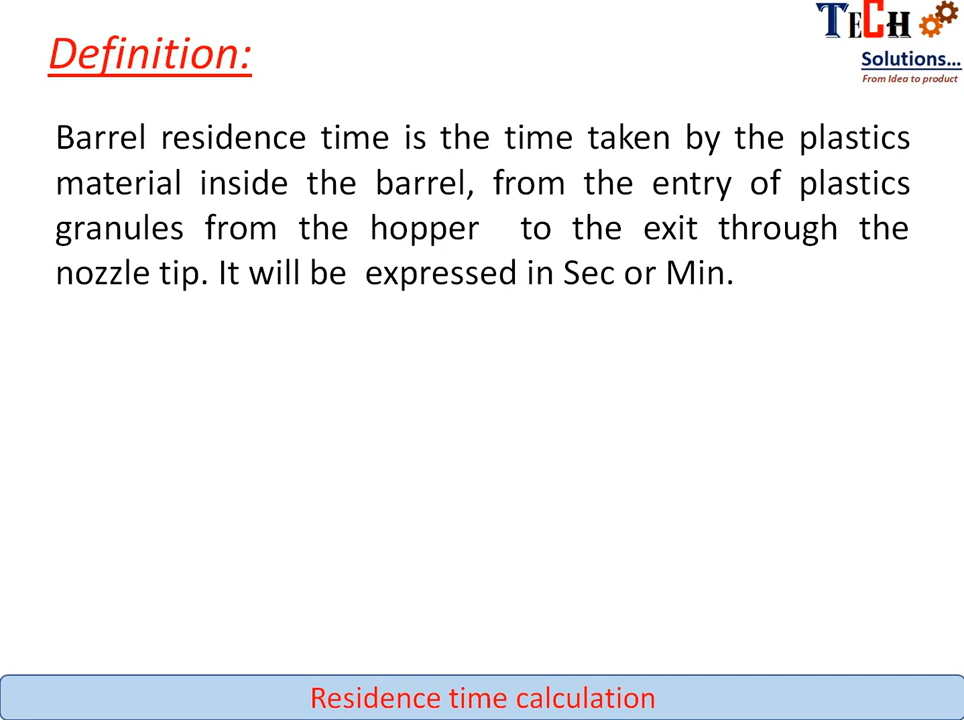 Definition:
TECH
Solutions...
From Idea to product
Barrel residence time is the time taken by the plastics
material inside the barrel, from the entry of plastics
granules from the hopper to the exit through the
nozzle tip. It will be expressed in Sec or Min.
Residence time calculation